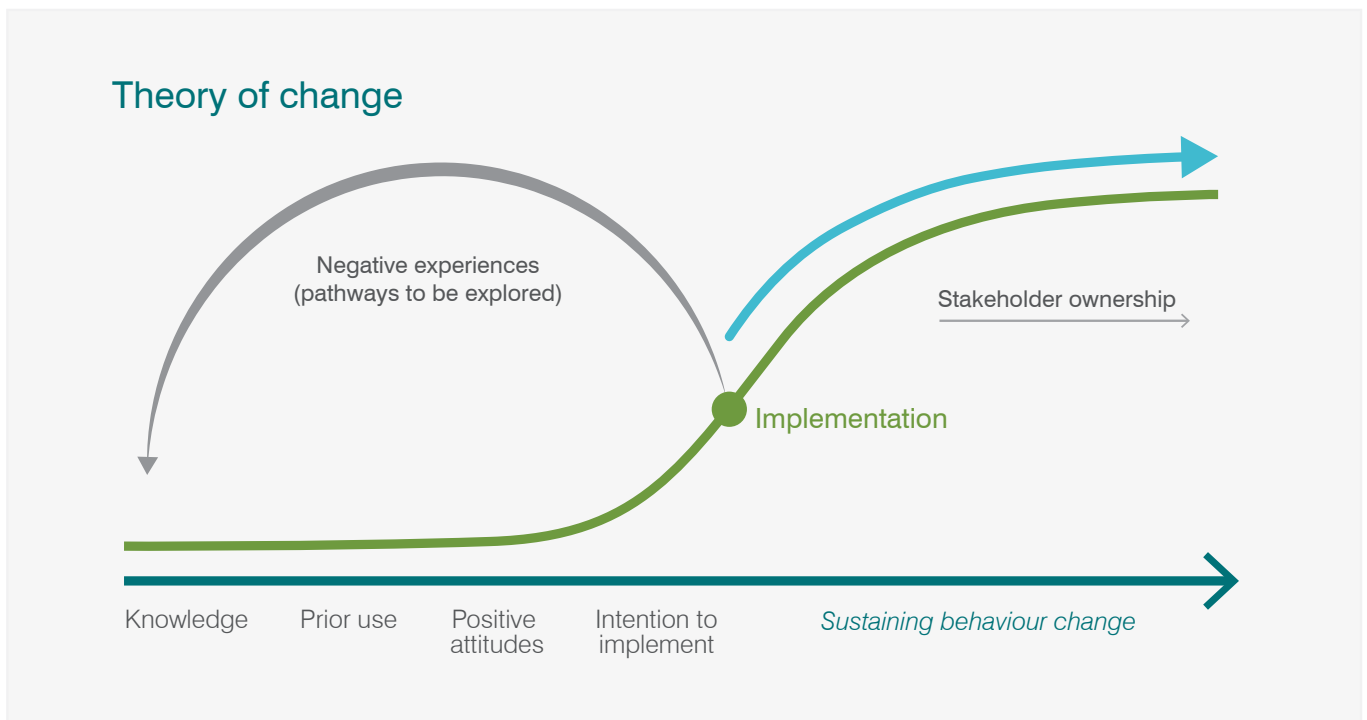 Theory of change
Negative experiences
(pathways to be explored)
Stakeholder ownership
Implementation
Knowledge
Prior use
Positive
attitudes
Intention to
implement
Sustaining behaviour change